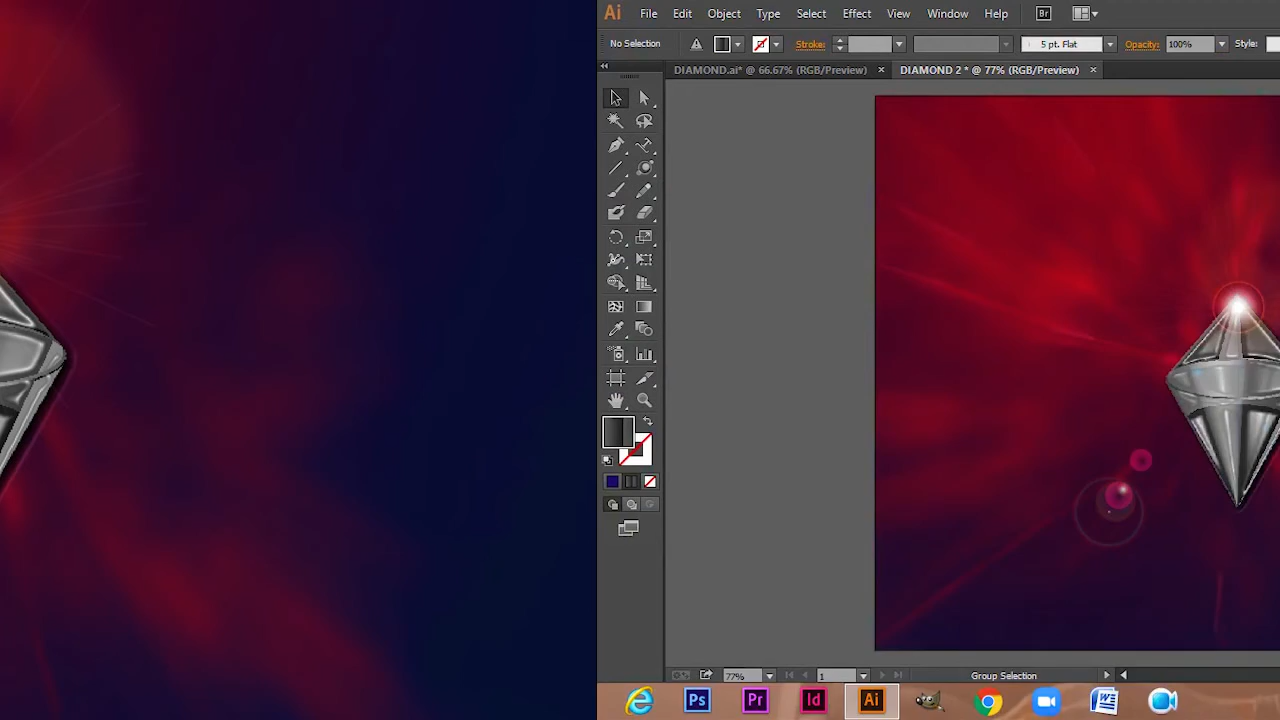 Ai File Edit Object Type Select Effect View Window Help Br
No Selection Stroke: 5 pt. Flat Opacity: 100% Style:
DIAMOND.ai* @ 66.67% (RGB/Preview) × DIAMOND 2 * @ 77% (RGB/Preview) ×
77% 1 Group Selection
Ps Pr Id Ai